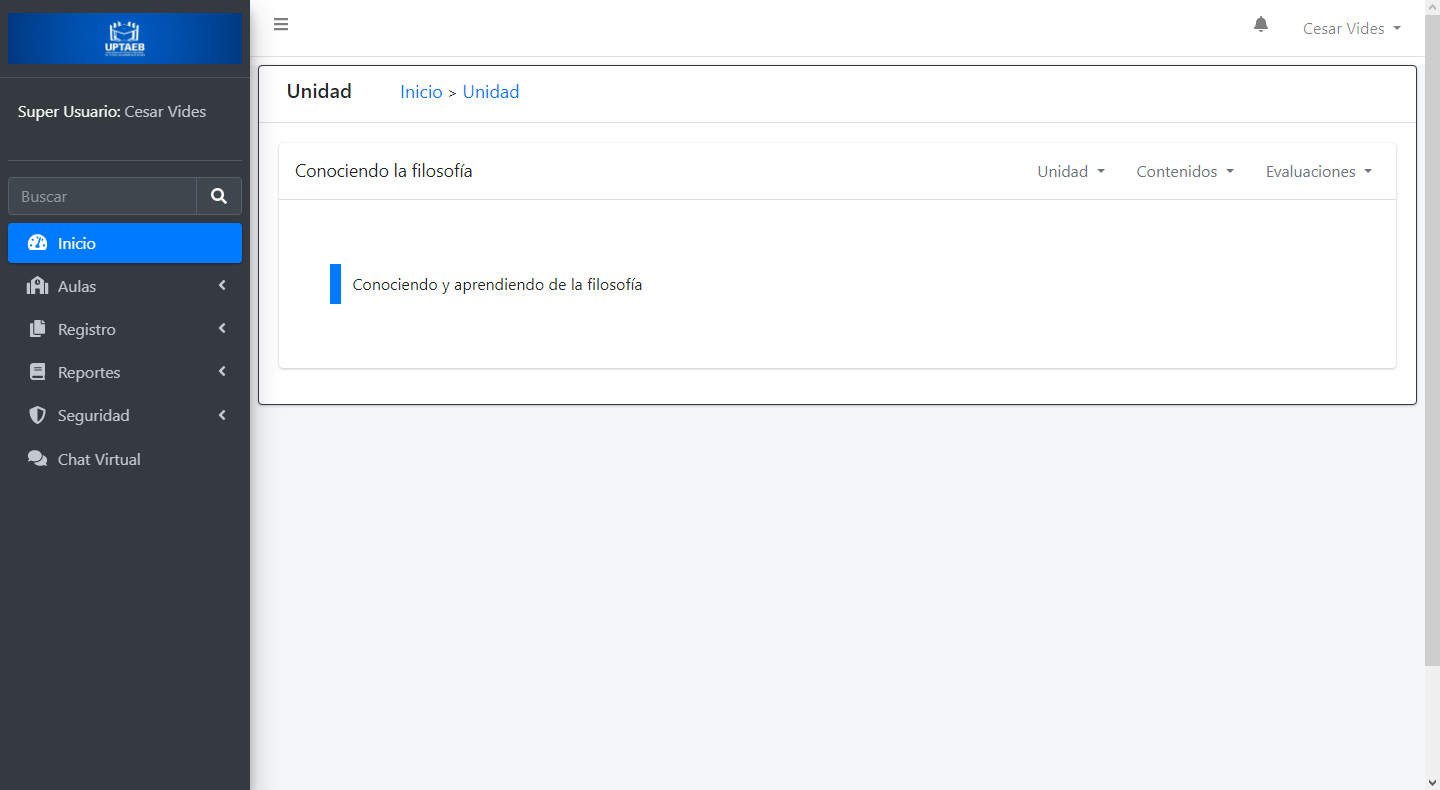 UPTAEB
Cesar Vides
Super Usuario: Cesar Vides
Buscar
Inicio
Aulas
Registro
Reportes
Seguridad
Chat Virtual
Unidad
Inicio > Unidad
Conociendo la filosofía
Unidad
Contenidos
Evaluaciones
Conociendo y aprendiendo de la filosofía